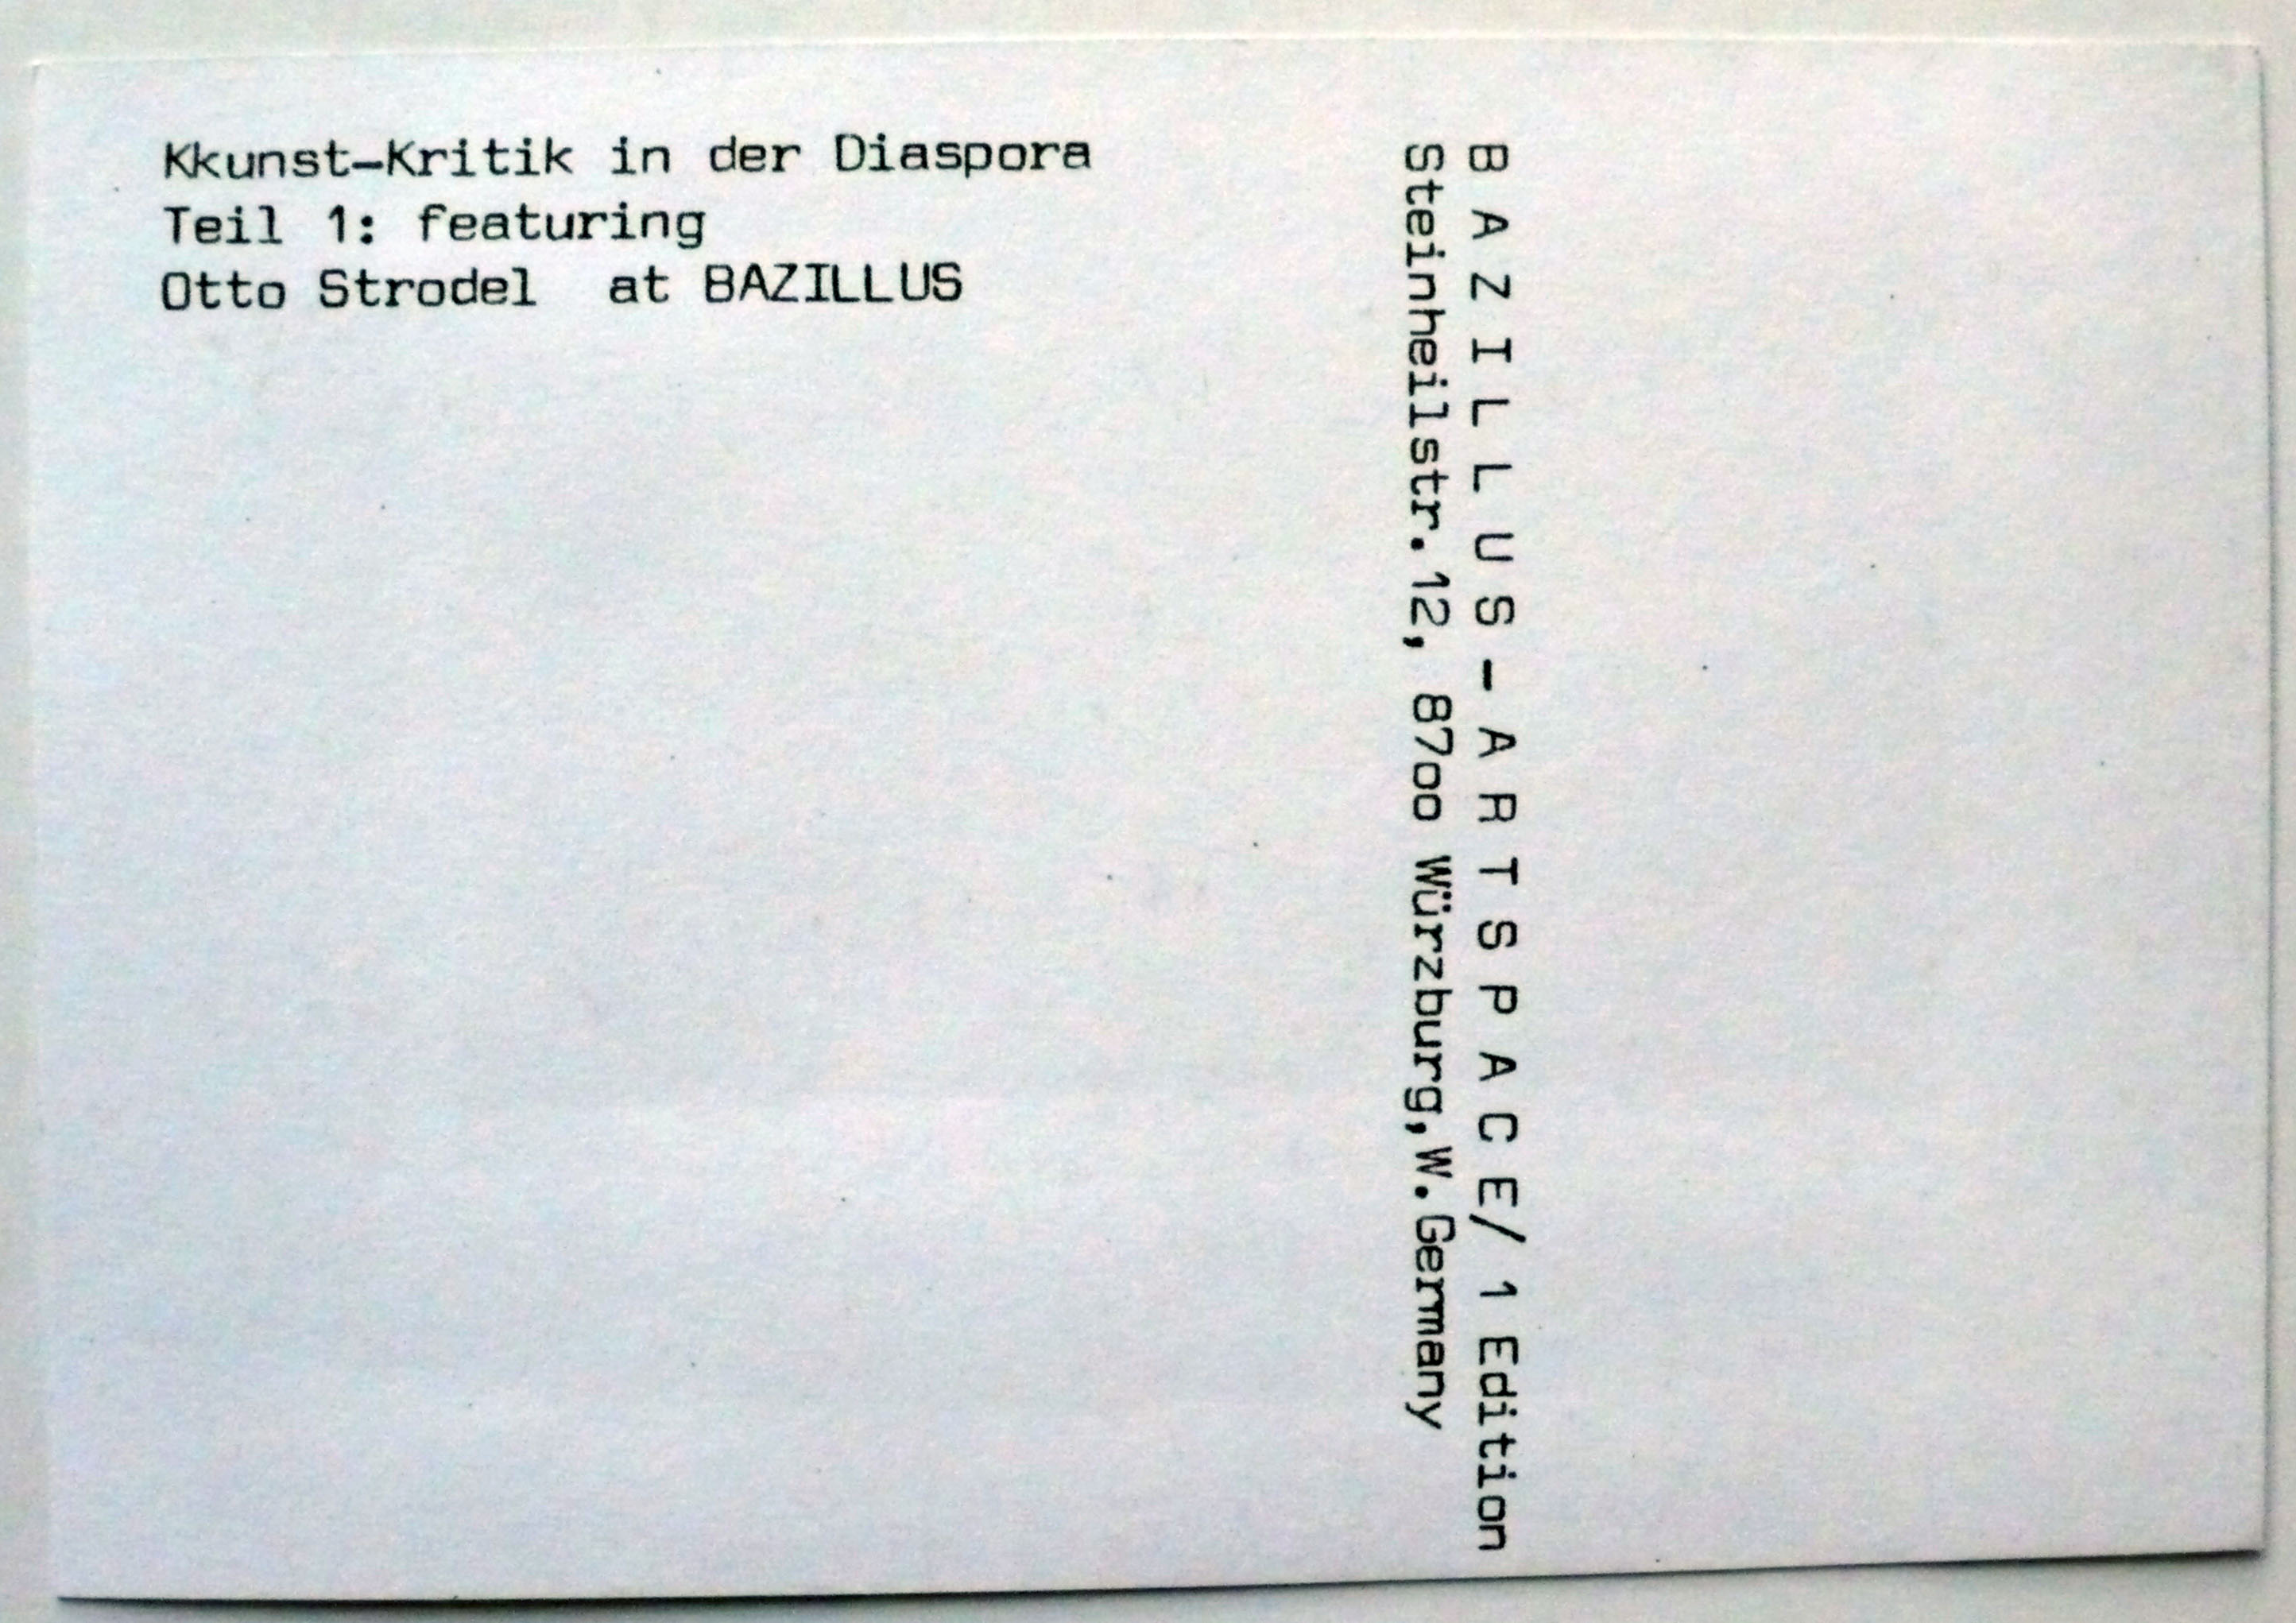 Kkunst-Kritik in der Diaspora
Teil 1: featuring
Otto Strodel  at BAZILLUS
B A Z I L L U S - A R T S P A C E/ 1 Edition
Steinheilstr.12, 87oo Würzburg,W.Germany